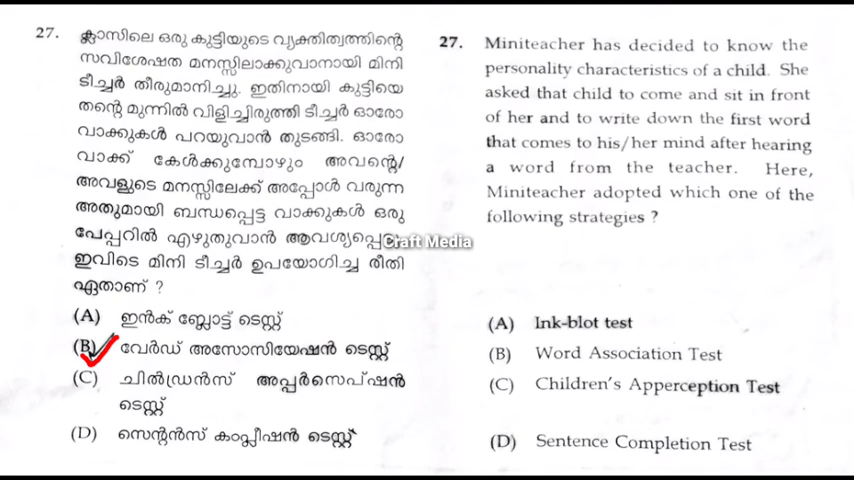 27. ക്ലാസിലെ ഒരു കുട്ടിയുടെ വ്യക്തിത്വത്തിന്റെ
സവിശേഷത മനസ്സിലാക്കുവാനായി മിനി
ടീച്ചർ തീരുമാനിച്ചു. ഇതിനായി കുട്ടിയെ
തന്റെ മുന്നിൽ വിളിച്ചിരുത്തി ടീച്ചർ ഓരോ
വാക്കുകൾ പറയുവാൻ തുടങ്ങി. ഓരോ
വാക്ക് കേൾക്കുമ്പോഴും അവന്റെ/
അവളുടെ മനസ്സിലേക്ക് അപ്പോൾ വരുന്ന
അതുമായി ബന്ധപ്പെട്ട വാക്കുകൾ ഒരു
പേപ്പറിൽ എഴുതുവാൻ
ഇവിടെ മിനി ടീച്ചർ ഉപയോഗിച്ച രീതി
ഏതാണ് ?
(A) ഇൻക് ബ്ലോട്ട് ടെസ്റ്റ്
(B) വേർഡ് അസോസിയേഷൻ ടെസ്റ്റ്
(C) ചിൽഡ്രൻസ് അപ്പർസെപ്ഷൻ
ടെസ്റ്റ്
(D) സെന്റൻസ് കംപ്ലീഷൻ ടെസ്റ്റ്
Craft Media
27. Miniteacher has decided to know the
personality characteristics of a child. She
asked that child to come and sit in front
of her and to write down the first word
that comes to his/her mind after hearing
a word from the teacher. Here,
Miniteacher adopted which one of the
following strategies ?
(A) Ink-blot test
(B) Word Association Test
(C) Children's Apperception Test
(D) Sentence Completion Test